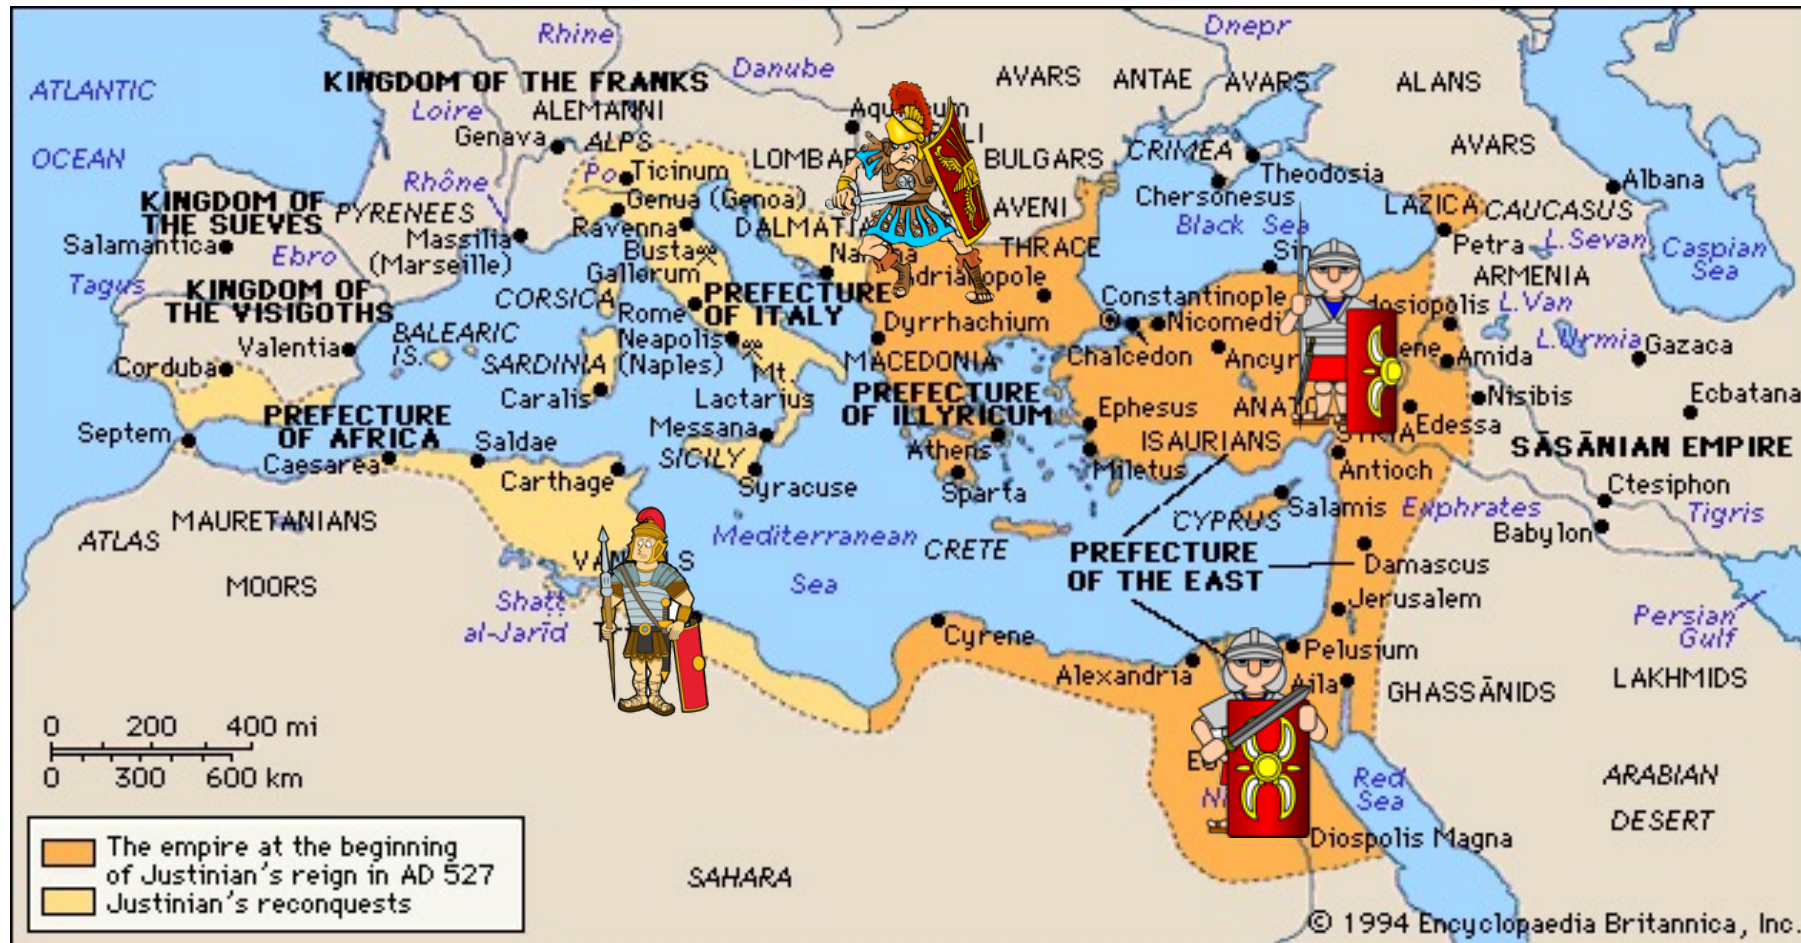 Rhine
Dnepr
Danube
KINGDOM OF THE FRANKS
AVARS
ANTAE
AVARS
ALANS
ATLANTIC
OCEAN
Loire
ALEMANNI
Genava
ALPS
LOMBAR
BULGARS
CRIMEA
AVARS
Theodosia
Albana
Chersonesus
Rhône
Po
Ticinum
Genua (Genoa)
KINGDOM OF
THE SUEVES
PYRENEES
Massilia
(Marseille)
Ravenna
DALMATIA
AVENI
LAZICA
CAUCASUS
Black Sea
Petra
L.Sevan
Caspian
Sea
Salamantica
Ebro
Busta
Gallorum
THRACE
Tagus
KINGDOM OF
THE VISIGOTHS
CORSICA
PREFECTURE
OF ITALY
ARMENIA
L.Van
Constantinople
Rome
Dyrrhachium
Nicomedi
dosiopolis
L.Urmia
BALEARIC
IS.
Valentia
SARDINIA
Neapolis
(Naples)
Mt.
Lactarius
MACEDONIA
Chalcedon
Ancyr
ene
Amida
Gazaca
Corduba
Caralis
PREFECTURE
OF ILLYRICUM
Ephesus
Nisibis
Ecbatana
Septem
PREFECTURE
OF AFRICA
Saldae
Messana
SICILY
Athens
ISAURIANS
Edessa
SĀSĀNIAN EMPIRE
Caesarea
Carthage
Syracuse
Sparta
Miletus
Antioch
Ctesiphon
MAURETANIANS
ATLAS
Mediterranean
Sea
CRETE
CYPRUS
Salamis
Euphrates
Tigris
Babylon
PREFECTURE
OF THE EAST
Damascus
MOORS
Shaṭṭ
al-Jarīd
Jerusalem
Persian
Gulf
Cyrene
Alexandria
Pelusium
Aila
GHASSĀNIDS
LAKHMIDS
0 200 400 mi
0 300 600 km
Red
Sea
ARABIAN
DESERT
Diospolis Magna
SAHARA
The empire at the beginning
of Justinian's reign in AD 527
Justinian's reconquests
© 1994 Encyclopaedia Britannica, Inc.